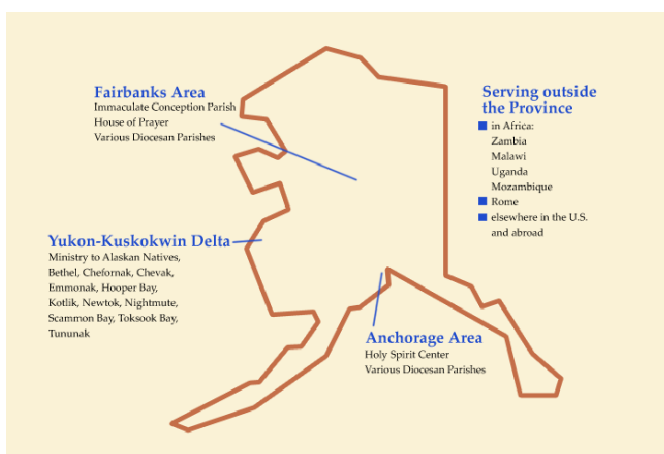 Fairbanks Area
Immaculate Conception Parish
House of Prayer
Various Diocesan Parishes
Serving outside
the Province
in Africa:
Zambia
Malawi
Uganda
Mozambique
Rome
elsewhere in the U.S.
and abroad
Yukon-Kuskokwin Delta
Ministry to Alaskan Natives,
Bethel, Chefornak, Chevak,
Emmonak, Hooper Bay,
Kotlik, Newtok, Nightmute,
Scammon Bay, Toksook Bay,
Tununak
Anchorage Area
Holy Spirit Center
Various Diocesan Parishes